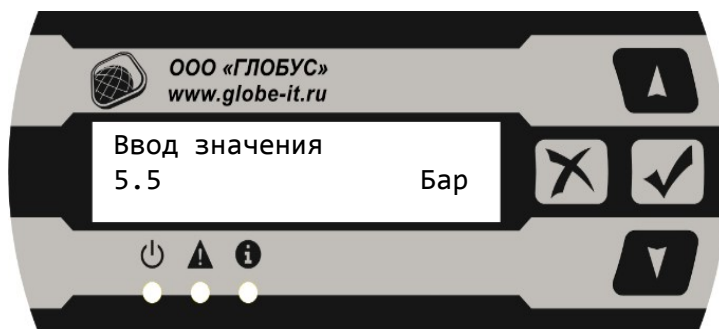 ООО «ГЛОБУС»
www.globe-it.ru
Ввод значения
5.5 Бар